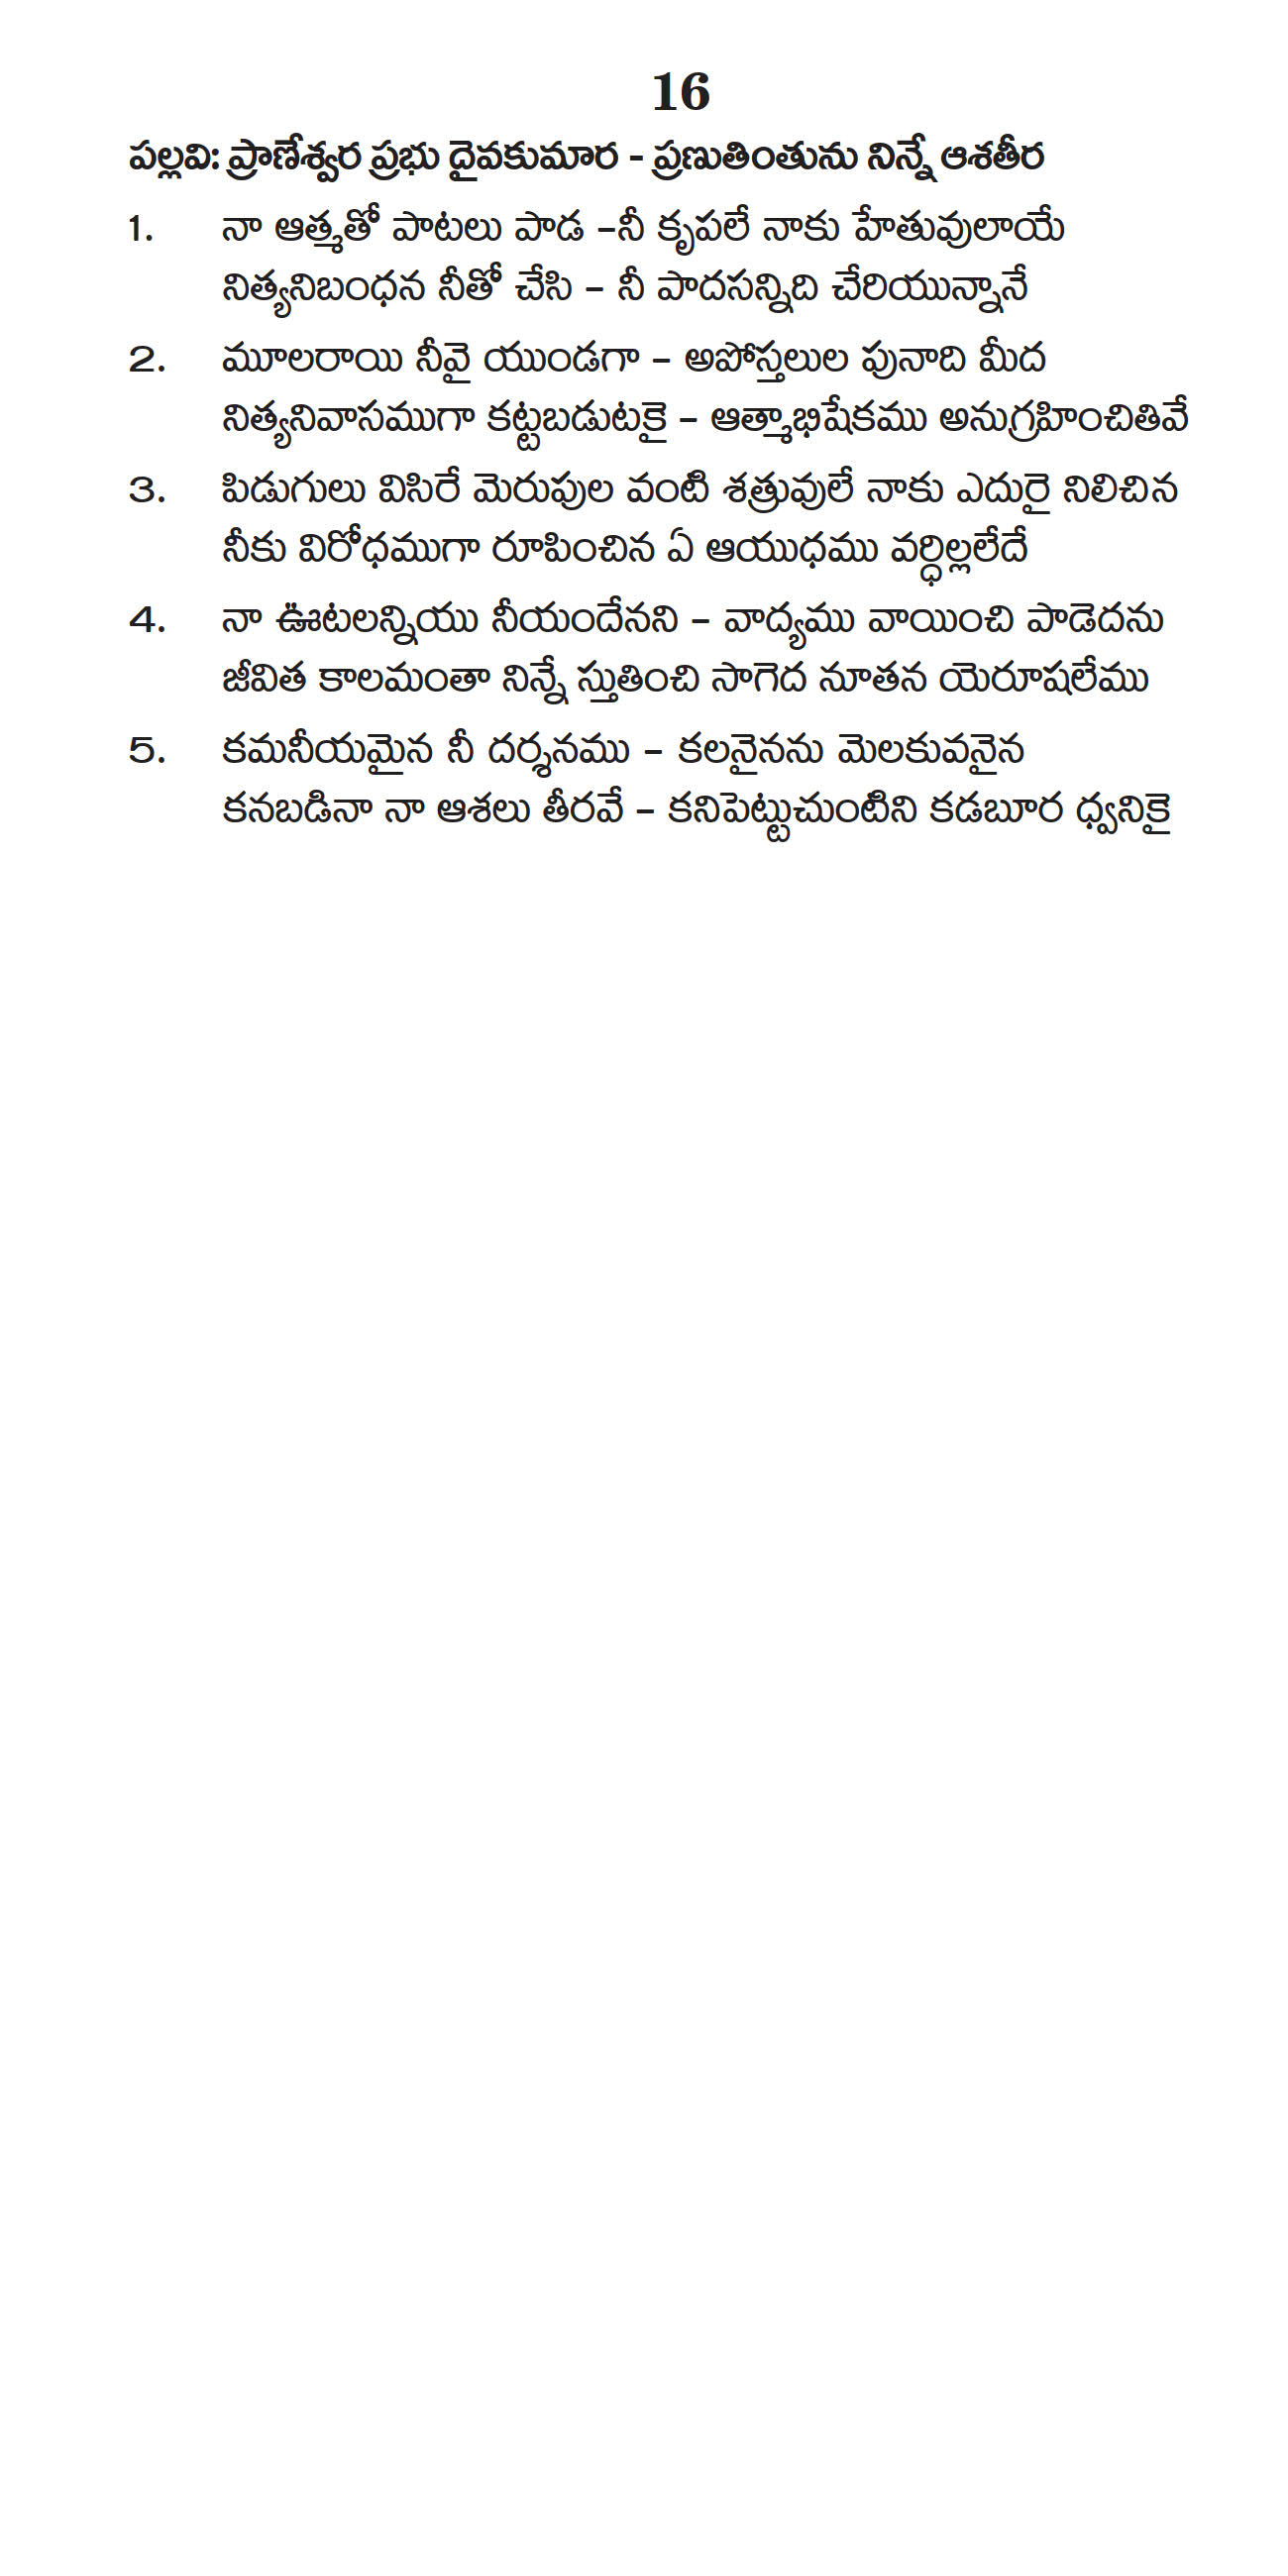 16
పల్లవి: ప్రాణేశ్వర ప్రభు దైవకుమార - ప్రణుతింతును నిన్నే ఆశతీర
1. నా ఆత్మతో పాటలు పాడ –నీ కృపలే నాకు హేతువులాయే
నిత్యనిబంధన నీతో చేసి – నీ పాదసన్నిది చేరియున్నానే
2. మూలరాయి నీవై యుండగా – అపోస్తలుల పునాది మీద
నిత్యనివాసముగా కట్టబడుటకై – ఆత్మాభిషేకము అనుగ్రహించితివే
3. పిడుగులు విసిరే మెరుపుల వంటి శత్రువులే నాకు ఎదురై నిలిచిన
నీకు విరోధముగా రూపించిన ఏ ఆయుధము వర్ధిల్లలేదే
4. నా ఊటలన్నియు నీయందేనని – వాద్యము వాయించి పాడెదను
జీవిత కాలమంతా నిన్నే స్తుతించి సాగెద నూతన యెరూషలేము
5. కమనీయమైన నీ దర్శనము – కలనైనను మెలకువనైన
కనబడినా నా ఆశలు తీరవే – కనిపెట్టుచుంటిని కడబూర ధ్వనికై